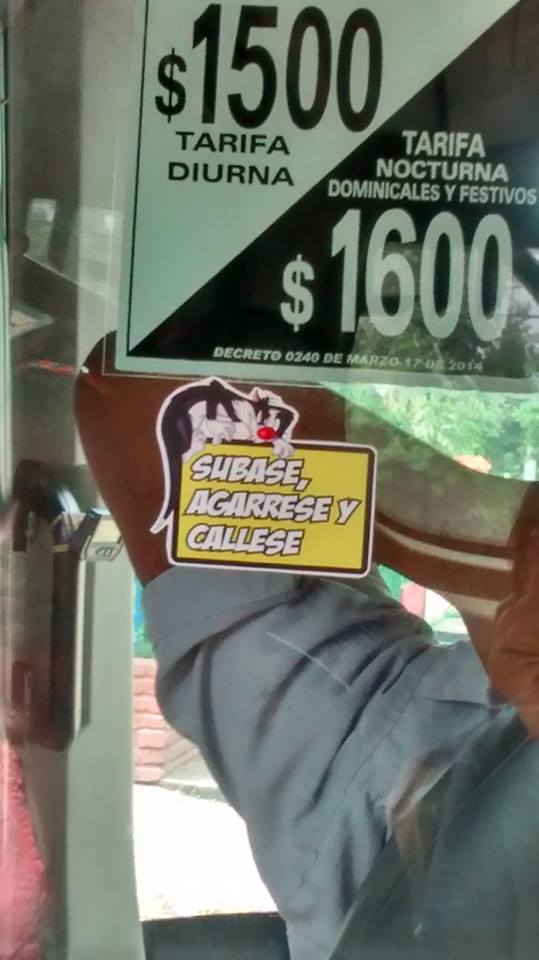 $1500
TARIFA
DIURNA
TARIFA
NOCTURNA
DOMINICALES Y FESTIVOS
$1600
DECRETO 0240 DE MARZO 17 DE 2014
SUBASE,
AGARRESE Y
CALLESE